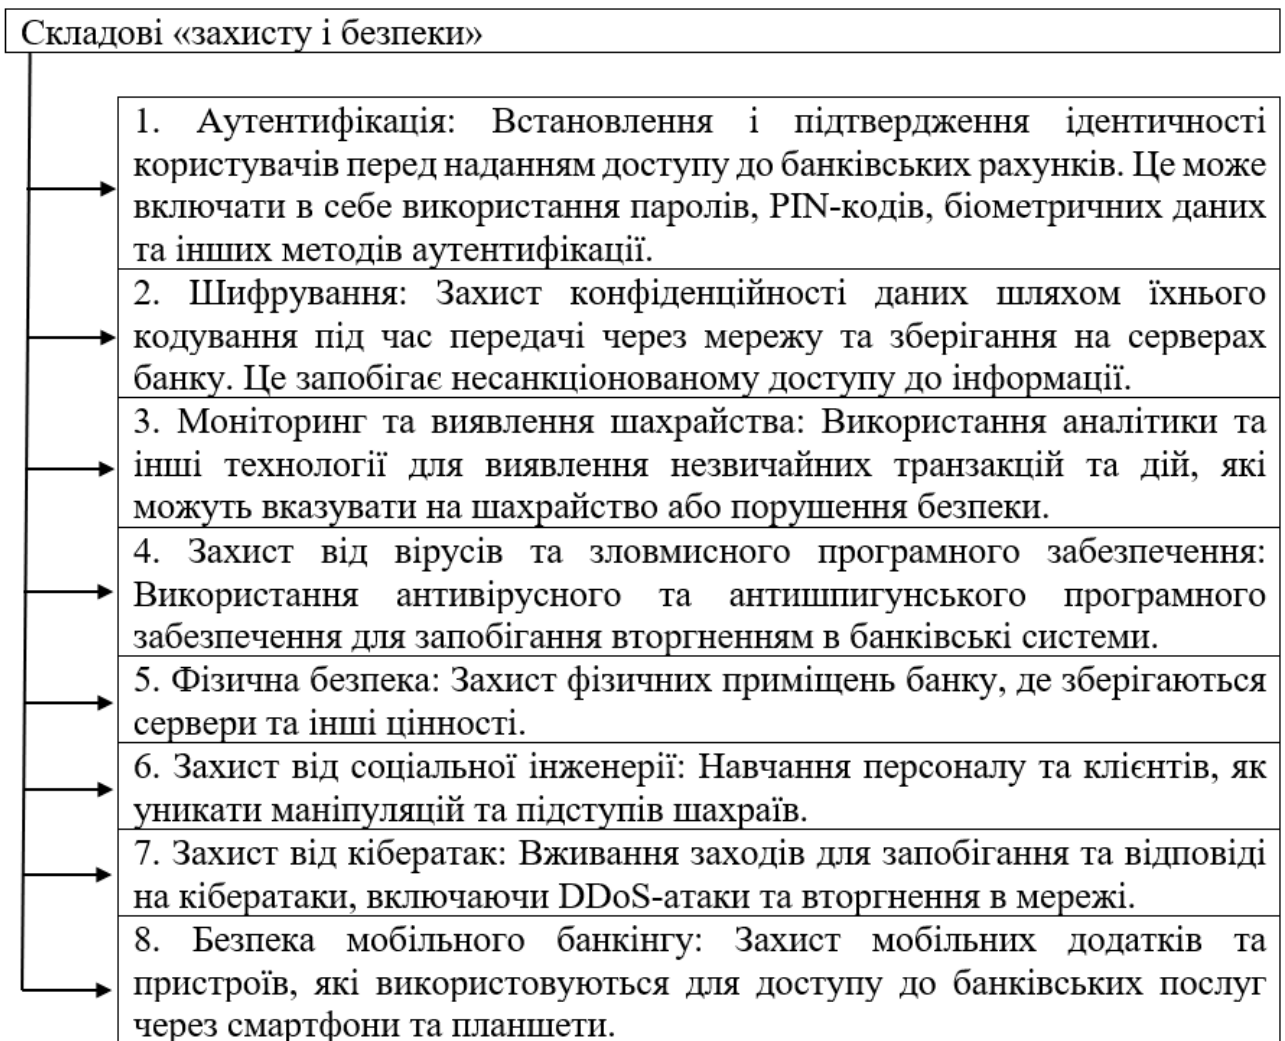 Складові «захисту і безпеки»
1. Аутентифікація: Встановлення і підтвердження ідентичності
користувачів перед наданням доступу до банківських рахунків. Це може
включати в себе використання паролів, PIN-кодів, біометричних даних
та інших методів аутентифікації.
2. Шифрування: Захист конфіденційності даних шляхом їхнього
кодування під час передачі через мережу та зберігання на серверах
банку. Це запобігає несанкціонованому доступу до інформації.
3. Моніторинг та виявлення шахрайства: Використання аналітики та
інші технології для виявлення незвичайних транзакцій та дій, які
можуть вказувати на шахрайство або порушення безпеки.
4. Захист від вірусів та зловмисного програмного забезпечення:
Використання антивірусного та антишпигунського програмного
забезпечення для запобігання вторгненням в банківські системи.
5. Фізична безпека: Захист фізичних приміщень банку, де зберігаються
сервери та інші цінності.
6. Захист від соціальної інженерії: Навчання персоналу та клієнтів, як
уникати маніпуляцій та підступів шахраїв.
7. Захист від кібератак: Вживання заходів для запобігання та відповіді
на кібератаки, включаючи DDoS-атаки та вторгнення в мережі.
8. Безпека мобільного банкінгу: Захист мобільних додатків та
пристроїв, які використовуються для доступу до банківських послуг
через смартфони та планшети.